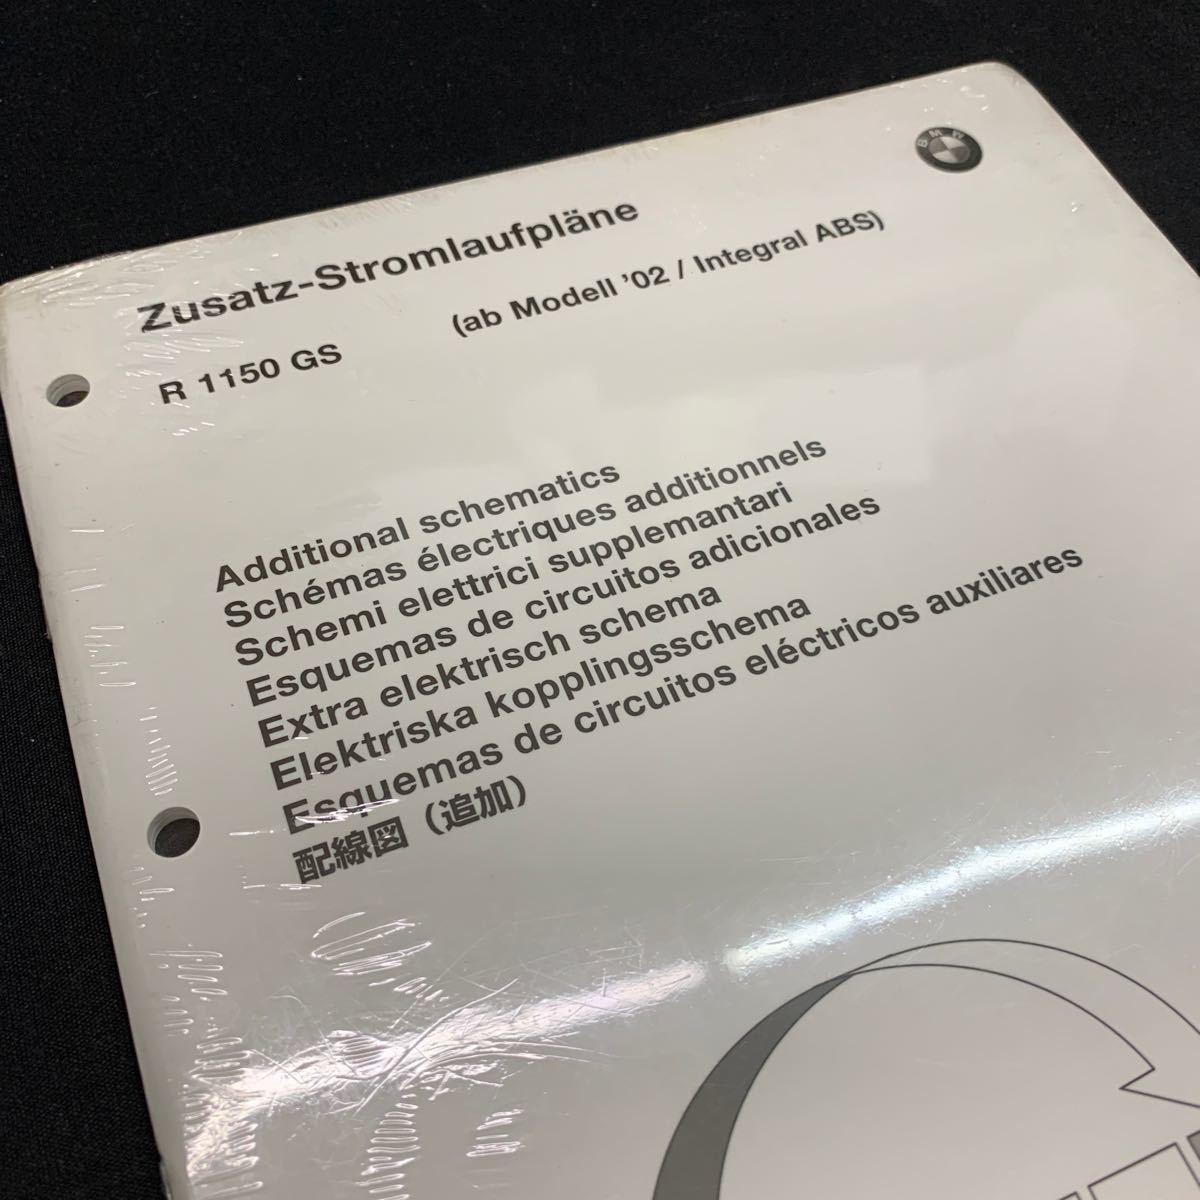 BMW
Zusatz-Stromlaufpläne
R 1150 GS (ab Modell '02 / Integral ABS)
Additional schematics
Schémas électriques additionnels
Schemi elettrici supplemantari
Esquemas de circuitos adicionales
Extra elektrisch schema
Elektriska kopplingsschema
Esquemas de circuitos eléctricos auxiliares
配線図（追加）